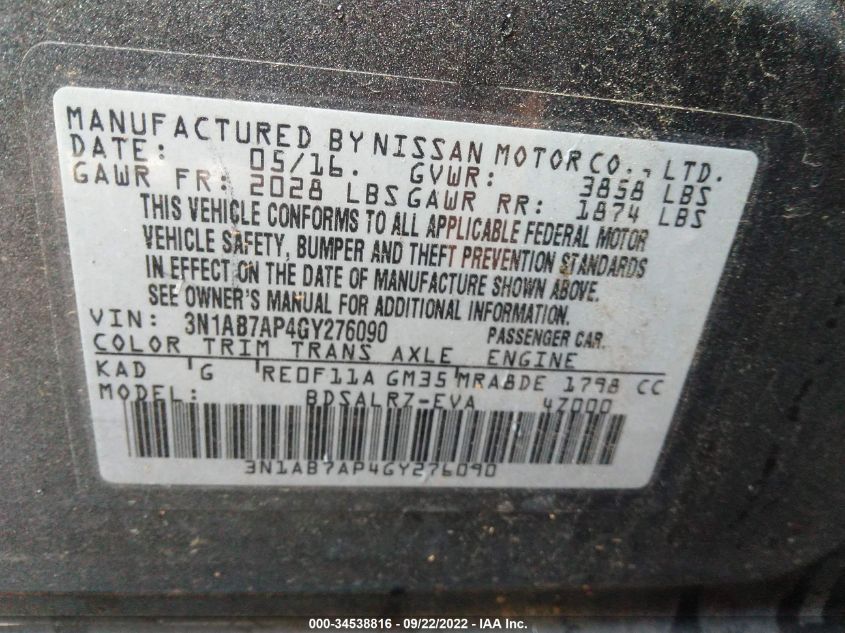 MANUFACTURED BY NISSAN MOTOR CO., LTD.
DATE: 05/16. GVWR: 3858 LBS
GAWR FR: 2028 LBS GAWR RR: 1874 LBS
THIS VEHICLE CONFORMS TO ALL APPLICABLE FEDERAL MOTOR
VEHICLE SAFETY, BUMPER AND THEFT PREVENTION STANDARDS
IN EFFECT ON THE DATE OF MANUFACTURE SHOWN ABOVE.
SEE OWNER'S MANUAL FOR ADDITIONAL INFORMATION.
VIN: 3N1AB7AP4GY276090 PASSENGER CAR.
COLOR TRIM TRANS AXLE ENGINE
KAD G RE0F11A GM35 MRA8DE 1798 CC
MODEL: BDSALRZ-EVA 4Z000
3N1AB7AP4GY276090
000-34538816 - 09/22/2022 - IAA Inc.